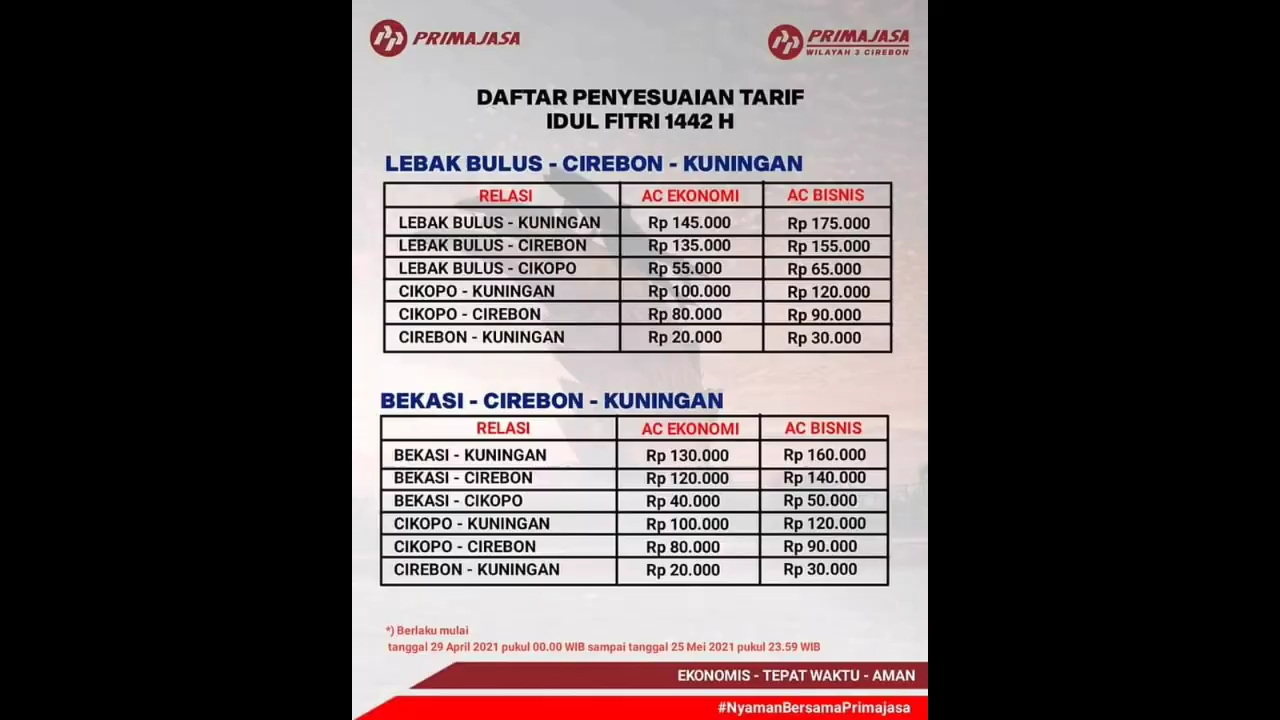 PRIMAJASA
PRIMAJASA
WILAYAH 3 CIREBON
DAFTAR PENYESUAIAN TARIF
IDUL FITRI 1442 H
LEBAK BULUS - CIREBON - KUNINGAN
RELASI AC EKONOMI AC BISNIS
LEBAK BULUS - KUNINGAN Rp 145.000 Rp 175.000
LEBAK BULUS - CIREBON Rp 135.000 Rp 155.000
LEBAK BULUS - CIKOPO Rp 55.000 Rp 65.000
CIKOPO - KUNINGAN Rp 100.000 Rp 120.000
CIKOPO - CIREBON Rp 80.000 Rp 90.000
CIREBON - KUNINGAN Rp 20.000 Rp 30.000
BEKASI - CIREBON - KUNINGAN
RELASI AC EKONOMI AC BISNIS
BEKASI - KUNINGAN Rp 130.000 Rp 160.000
BEKASI - CIREBON Rp 120.000 Rp 140.000
BEKASI - CIKOPO Rp 40.000 Rp 50.000
CIKOPO - KUNINGAN Rp 100.000 Rp 120.000
CIKOPO - CIREBON Rp 80.000 Rp 90.000
CIREBON - KUNINGAN Rp 20.000 Rp 30.000
*) Berlaku mulai
tanggal 29 April 2021 pukul 00.00 WIB sampai tanggal 25 Mei 2021 pukul 23.59 WIB
EKONOMIS - TEPAT WAKTU - AMAN
#NyamanBersamaPrimajasa